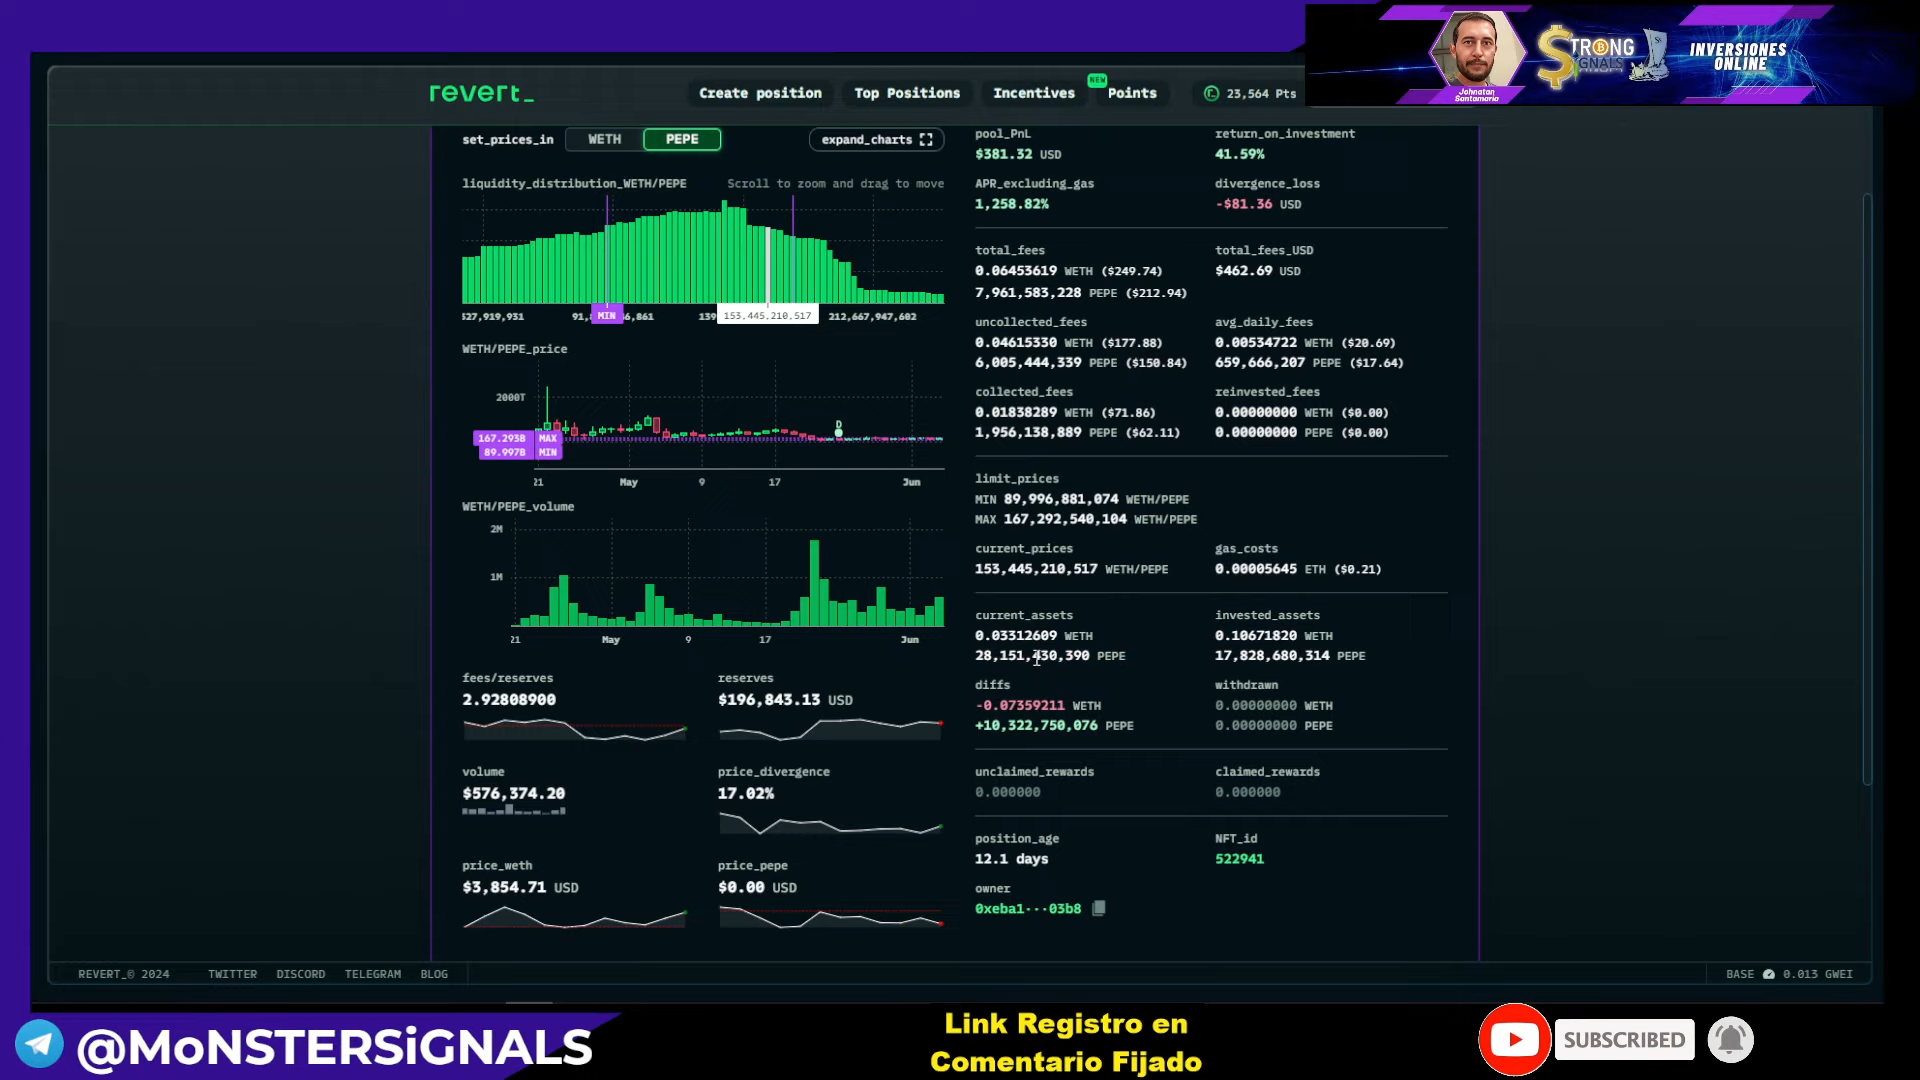 revert_
Create position
Top Positions
Incentives
NEW
Points
23,564 Pts
Johnatan
Santamaria
INVERSIONES
ONLINE
set_prices_in
WETH
PEPE
expand_charts
liquidity_distribution_WETH/PEPE
Scroll to zoom and drag to move
MIN
153,445,210,517
212,667,947,602
WETH/PEPE_price
2000T
167.293B MAX
89.997B MIN
D
21 May 9 17 Jun
WETH/PEPE_volume
2M
1M
21 May 9 17 Jun
fees/reserves
2.92808900
reserves
$196,843.13 USD
volume
$576,374.20
price_divergence
17.02%
price_weth
$3,854.71 USD
price_pepe
$0.00 USD
pool_PnL
$381.32 USD
return_on_investment
41.59%
APR_excluding_gas
1,258.82%
divergence_loss
-$81.36 USD
total_fees
0.06453619 WETH ($249.74)
7,961,583,228 PEPE ($212.94)
total_fees_USD
$462.69 USD
uncollected_fees
0.04615330 WETH ($177.88)
6,005,444,339 PEPE ($150.84)
avg_daily_fees
0.00534722 WETH ($20.69)
659,666,207 PEPE ($17.64)
collected_fees
0.01838289 WETH ($71.86)
1,956,138,889 PEPE ($62.11)
reinvested_fees
0.00000000 WETH ($0.00)
0.00000000 PEPE ($0.00)
limit_prices
MIN 89,996,881,074 WETH/PEPE
MAX 167,292,540,104 WETH/PEPE
current_prices
153,445,210,517 WETH/PEPE
gas_costs
0.00005645 ETH ($0.21)
current_assets
0.03312609 WETH
28,151,430,390 PEPE
invested_assets
0.10671820 WETH
17,828,680,314 PEPE
diffs
-0.07359211 WETH
+10,322,750,076 PEPE
withdrawn
0.00000000 WETH
0.00000000 PEPE
unclaimed_rewards
0.000000
claimed_rewards
0.000000
position_age
12.1 days
NFT_id
522941
owner
0xeba1···03b8
REVERT_© 2024
TWITTER
DISCORD
TELEGRAM
BLOG
BASE
0.013 GWEI
@MoNSTERSiGNALS
Link Registro en
Comentario Fijado
SUBSCRIBED